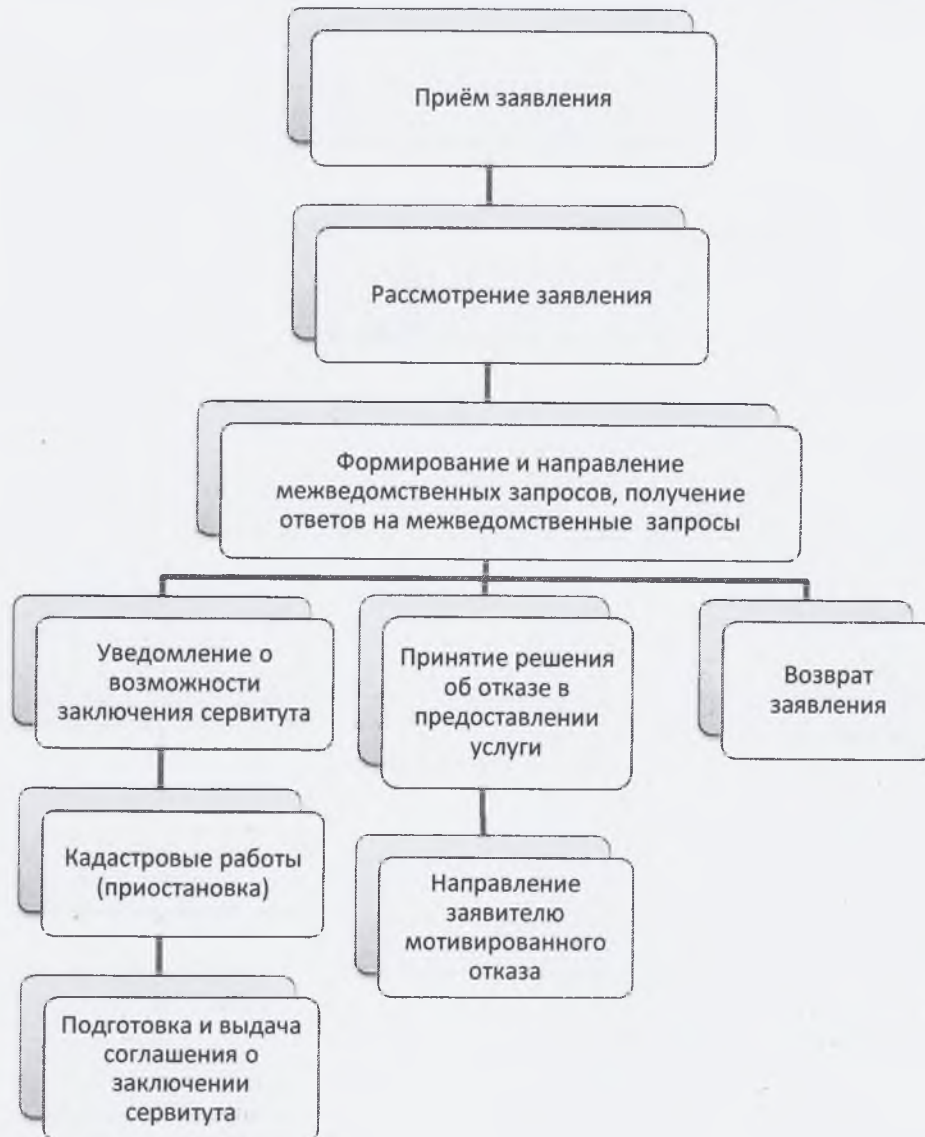 Приём заявления
Рассмотрение заявления
Формирование и направление
межведомственных запросов, получение
ответов на межведомственные запросы
Уведомление о
возможности
заключения сервитута
Принятие решения
об отказе в
предоставлении
услуги
Возврат
заявления
Кадастровые работы
(приостановка)
Направление
заявителю
мотивированного
отказа
Подготовка и выдача
соглашения о
заключении
сервитута